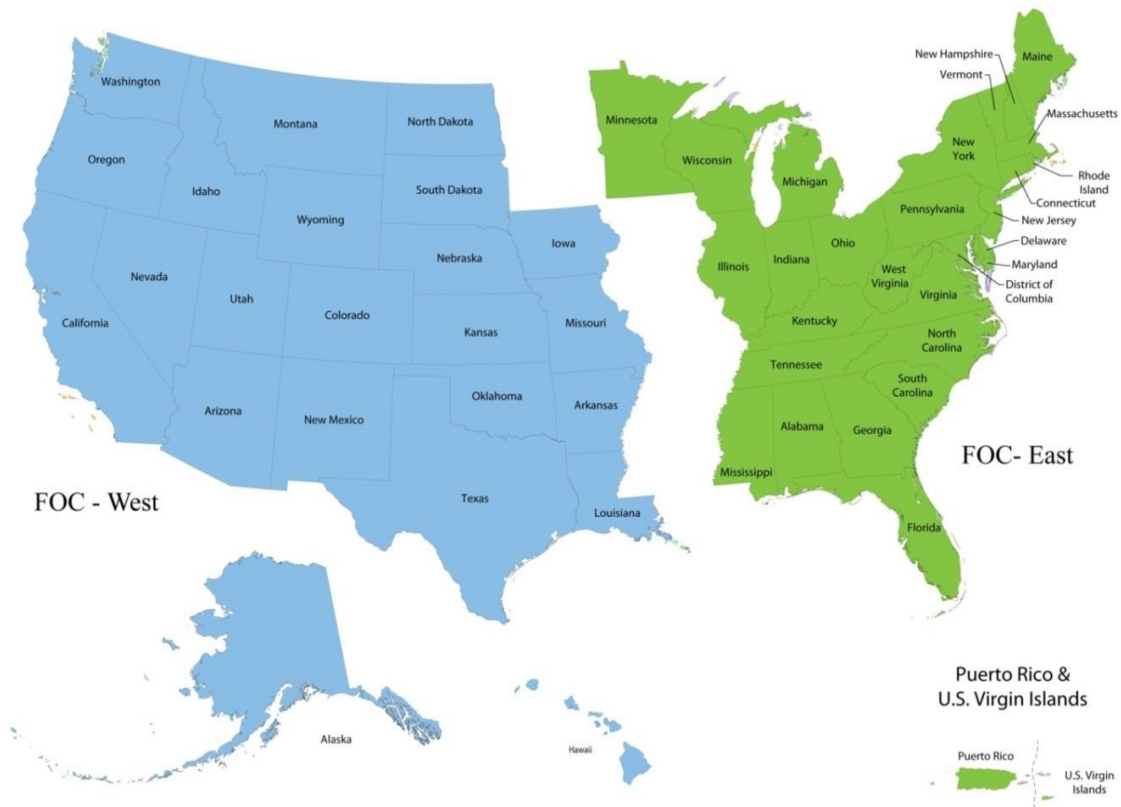 Washington
Montana
North Dakota
Oregon
Idaho
South Dakota
Wyoming
Iowa
Nebraska
Nevada
Utah
Colorado
California
Kansas
Missouri
Oklahoma
Arkansas
Arizona
New Mexico
Texas
Louisiana
FOC - West
Alaska
Hawaii
Maine
New Hampshire
Vermont
Minnesota
Massachusetts
New
York
Wisconsin
Michigan
Rhode
Island
Connecticut
Pennsylvania
New Jersey
Ohio
Delaware
Indiana
Illinois
Maryland
West
Virginia
District of
Columbia
Virginia
Kentucky
North
Carolina
Tennessee
South
Carolina
Alabama
Georgia
Mississippi
FOC- East
Florida
Puerto Rico &
U.S. Virgin Islands
Puerto Rico
U.S. Virgin
Islands